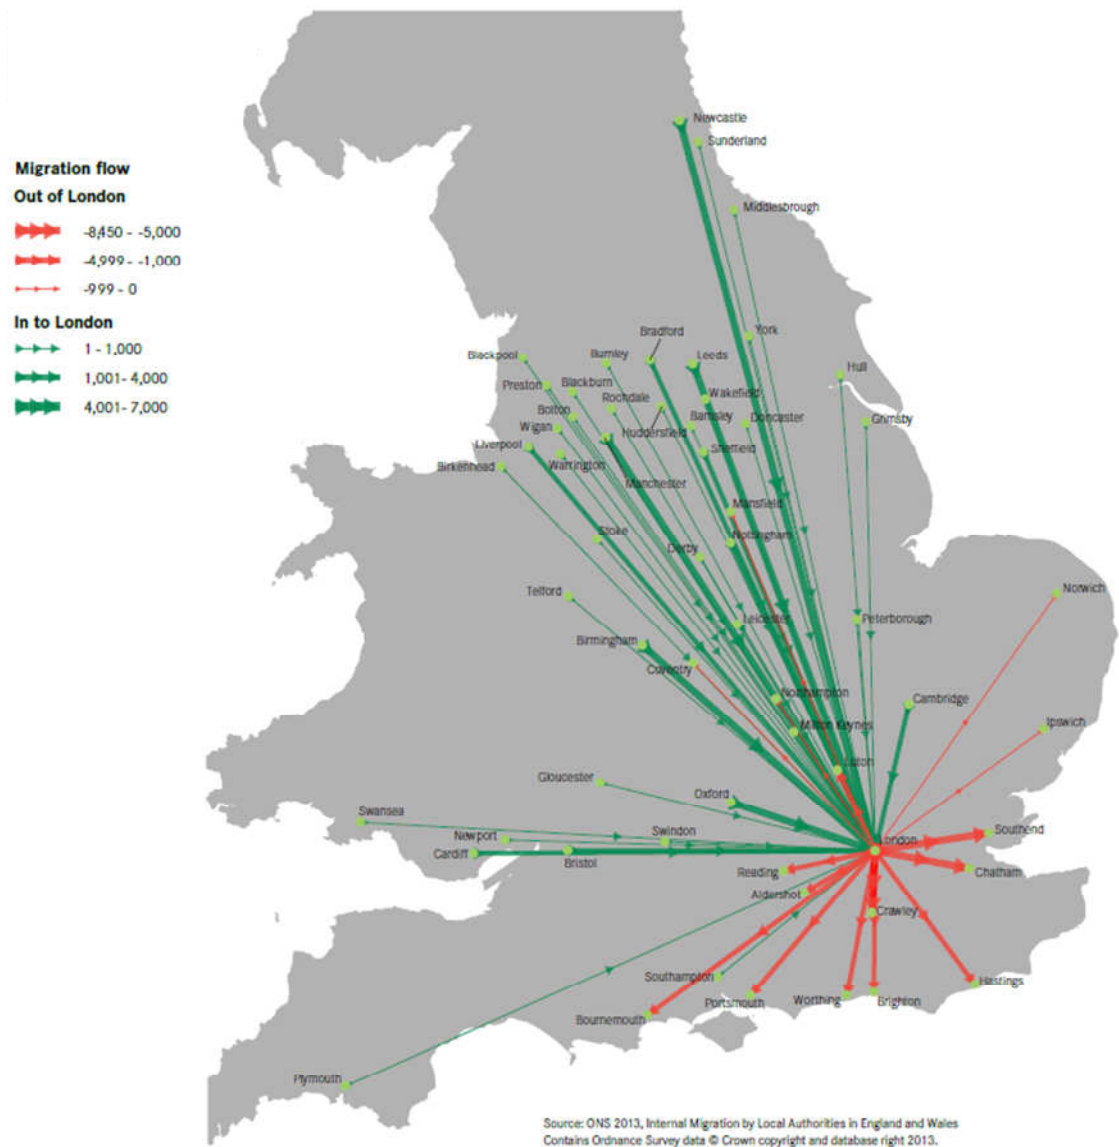 Migration flow
Out of London
-8,450 - -5,000
-4,999 - -1,000
-999 - 0
In to London
1 - 1,000
1,001- 4,000
4,001- 7,000
Newcastle
Sunderland
Middlesbrough
York
Bradford
Leeds
Burnley
Blackpool
Hull
Preston
Blackburn
Wakefield
Rochdale
Bolton
Barnsley
Doncaster
Grimsby
Wigan
Huddersfield
Liverpool
Sheffield
Birkenhead
Warrington
Manchester
Mansfield
Stoke
Nottingham
Derby
Telford
Norwich
Leicester
Peterborough
Birmingham
Coventry
Northampton
Cambridge
Milton Keynes
Ipswich
Luton
Gloucester
Oxford
Swansea
Newport
Swindon
London
Southend
Cardiff
Bristol
Reading
Chatham
Aldershot
Crawley
Southampton
Hastings
Portsmouth
Worthing
Brighton
Bournemouth
Plymouth
Source: ONS 2013, Internal Migration by Local Authorities in England and Wales
Contains Ordnance Survey data © Crown copyright and database right 2013.